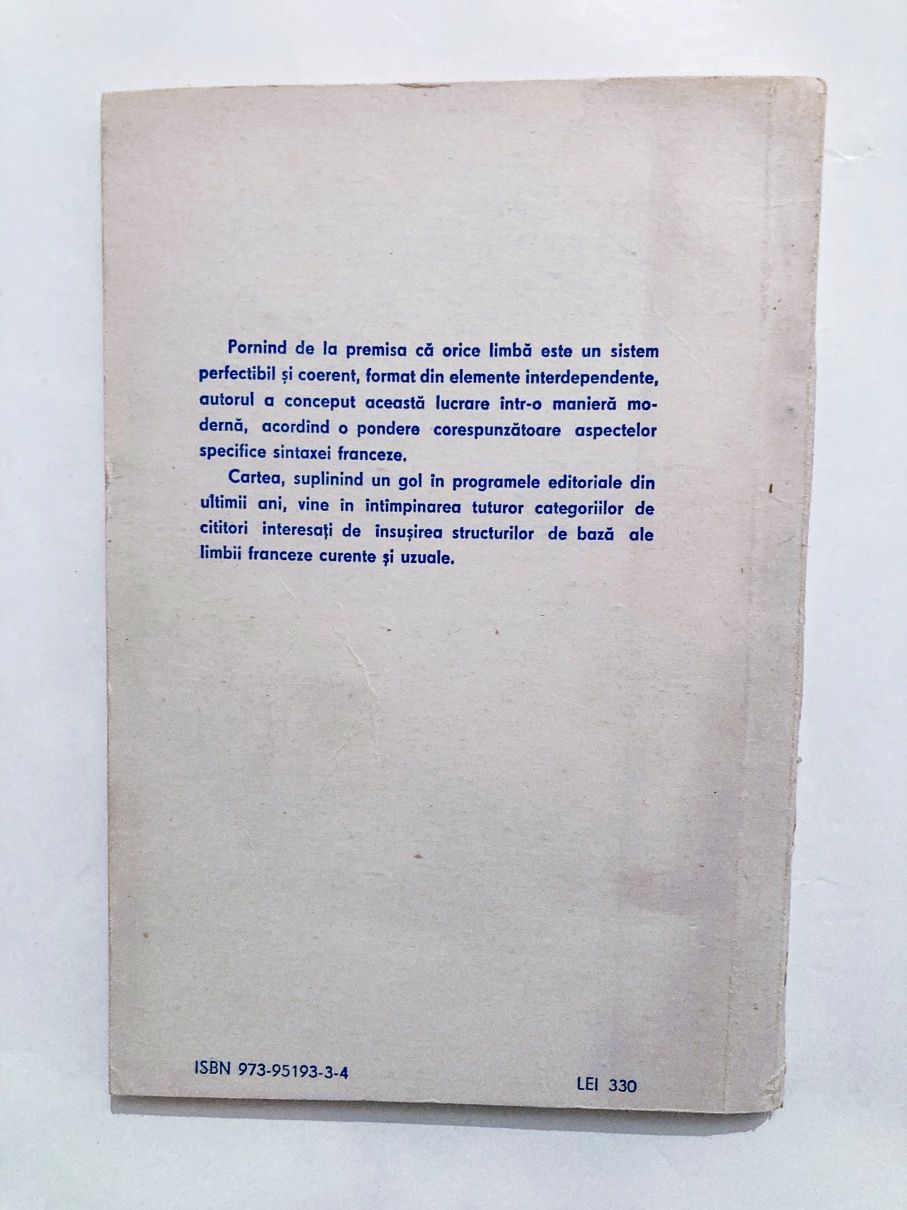 Pornind de la premisa că orice limbă este un sistem
perfectibil și coerent, format din elemente interdependente,
autorul a conceput această lucrare într-o manieră mo-
dernă, acordînd o pondere corespunzătoare aspectelor
specifice sintaxei franceze.
Cartea, suplinind un gol în programele editoriale din
ultimii ani, vine în întîmpinarea tuturor categoriilor de
cititori interesați de însușirea structurilor de bază ale
limbii franceze curente și uzuale.
ISBN 973-95193-3-4
LEI 330